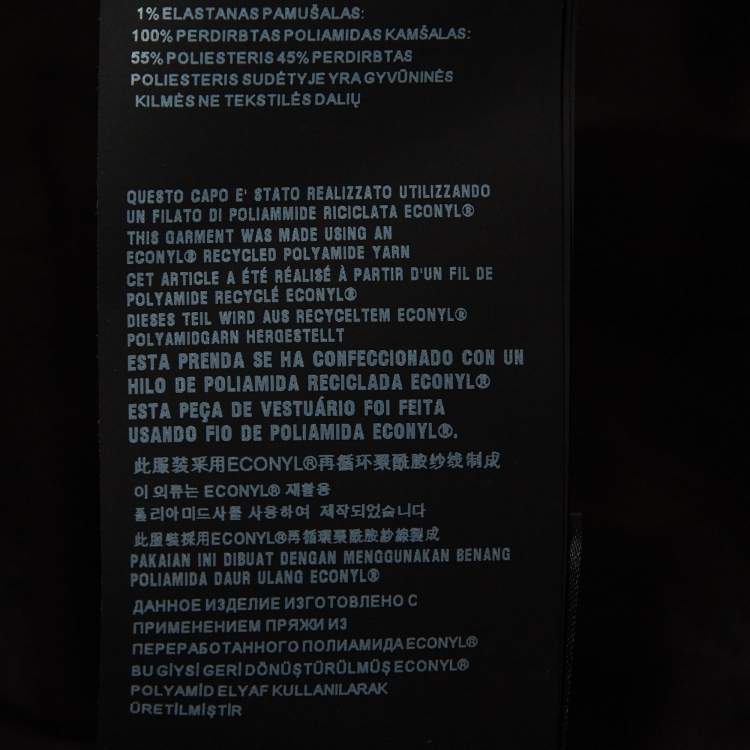 1% ELASTANAS PAMUŠALAS:
100% PERDIRBTAS POLIAMIDAS KAMŠALAS:
55% POLIESTERIS 45% PERDIRBTAS
POLIESTERIS SUDĖTYJE YRA GYVŪNINĖS
KILMĖS NE TEKSTILĖS DALIŲ
QUESTO CAPO E' STATO REALIZZATO UTILIZZANDO
UN FILATO DI POLIAMMIDE RICICLATA ECONYL®
THIS GARMENT WAS MADE USING AN
ECONYL® RECYCLED POLYAMIDE YARN
CET ARTICLE A ÉTÉ RÉALISÉ À PARTIR D'UN FIL DE
POLYAMIDE RECYCLÉ ECONYL®
DIESES TEIL WIRD AUS RECYCELTEM ECONYL®
POLYAMIDGARN HERGESTELLT
ESTA PRENDA SE HA CONFECCIONADO CON UN
HILO DE POLIAMIDA RECICLADA ECONYL®
ESTA PEÇA DE VESTUÁRIO FOI FEITA
USANDO FIO DE POLIAMIDA ECONYL®.
此服装采用ECONYL®再循环聚酰胺纱线制成
이 의류는 ECONYL® 재활용
폴리아미드사를 사용하여 제작되었습니다
此服裝採用ECONYL®再循環聚酰胺紗線製成
PAKAIAN INI DIBUAT DENGAN MENGGUNAKAN BENANG
POLIAMIDA DAUR ULANG ECONYL®
ДАННОЕ ИЗДЕЛИЕ ИЗГОТОВЛЕНО С
ПРИМЕНЕНИЕМ ПРЯЖИ ИЗ
ПЕРЕРАБОТАННОГО ПОЛИАМИДА ECONYL®
BU GİYSİ GERİ DÖNÜŞTÜRÜLMÜŞ ECONYL®
POLYAMİD ELYAF KULLANILARAK
ÜRETİLMİŞTİR